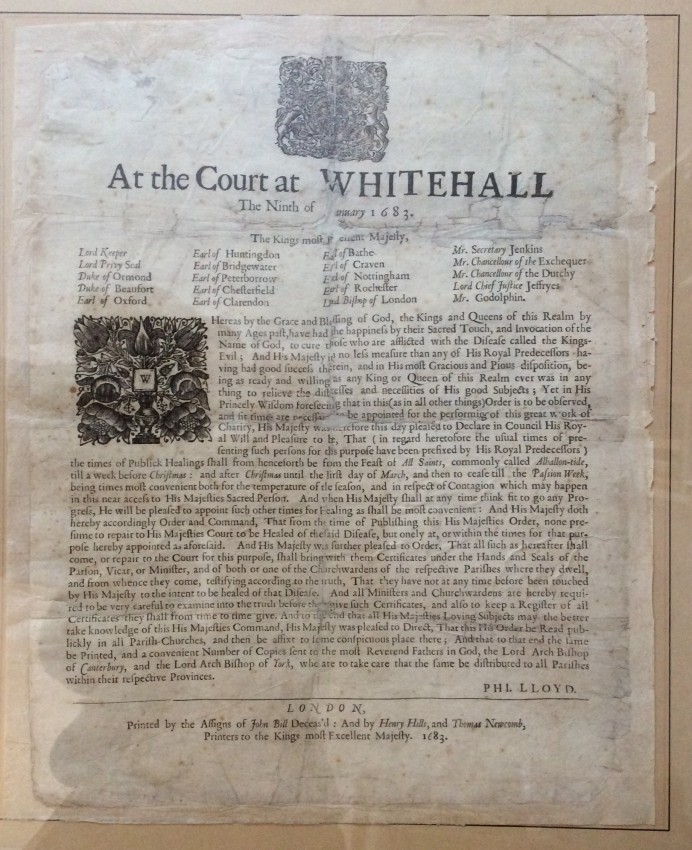 At the Court at WHITEHALL
The Ninth of anuary 1683.
The Kings most ellent Majesty,
Lord Keeper
Lord Privy Seal
Duke of Ormond
Duke of Beaufort
Earl of Oxford
Earl of Huntingdon
Earl of Bridgewater
Earl of Peterborrow
Earl of Chesterfield
Earl of Clarendon
of Bathe
of Craven
of Nottingham
of Rochester
Bishop of London
Mr. Secretary Jenkins
Mr. Chancellour of the Exchequer
Mr. Chancellour of the Dutchy
Lord Chief Justice Jeffryes
Mr. Godolphin.
W
Hereas by the Grace and Blessing of God, the Kings and Queens of this Realm by
many Ages past, have had the happiness by their Sacred Touch, and Invocation of the
Name of God, to cure those who are afflicted with the Disease called the Kings-
Evil; And His Majesty in no less measure than any of His Royal Predecessors ha-
ving had good success therein, and in His most Gracious and Pious disposition, be-
ing as ready and willing as any King or Queen of this Realm ever was in any
thing to relieve the distresses and necessities of His good Subjects; Yet in His
Princely Wisdom foreseeing that in this (as in all other things) Order is to be observed,
and fit times are necessary to be appointed for the performing of this great work of
Charity, His Majesty was therefore this day pleased to Declare in Council His Roy-
al Will and Pleasure to be, That (in regard heretofore the usual times of pre-
senting such persons for this purpose have been prefixed by His Royal Predecessors)
the times of Publick Healings shall from henceforth be from the Feast of All Saints, commonly called Alhallon-tide,
till a week before Christmas: and after Christmas until the first day of March, and then to cease till the Passion Week,
being times most convenient both for the temperature of the season, and in respect of Contagion which may happen
in this near access to His Majesties Sacred Person. And when His Majesty shall at any time think fit to go any Pro-
gress, He will be pleased to appoint such other times for Healing as shall be most convenient: And His Majesty doth
hereby accordingly Order and Command, That from the time of Publishing this His Majesties Order, none pre-
sume to repair to His Majesties Court to be Healed of the said Disease, but onely at, or within the times for that pur-
pose hereby appointed as aforesaid. And His Majesty was further pleased to Order, That all such as hereafter shall
come, or repair to the Court for this purpose, shall bring with them Certificates under the Hands and Seals of the
Parson, Vicar, or Minister, and of both or one of the Churchwardens of the respective Parishes where they dwell,
and from whence they come, testifying according to the truth, That they have not at any time before been touched
by His Majesty to the intent to be healed of that Disease. And all Ministers and Churchwardens are hereby requi-
red to be very careful to examine into the truth before they give such Certificates, and also to keep a Register of all
Certificates they shall from time to time give. And to the end that all His Majesties Loving Subjects may the better
take knowledge of this His Majesties Command, His Majesty was pleased to Direct, That this His Order be Read pub-
lickly in all Parish-Churches, and then be affixt to some conspicuous place there; And that to that end the same
be Printed, and a convenient Number of Copies sent to the most Reverend Fathers in God, the Lord Arch Bishop
of Canterbury, and the Lord Arch Bishop of York, who are to take care that the same be distributed to all Parishes
within their respective Provinces.
PHI. LLOYD.
LONDON,
Printed by the Assigns of John Bill Deceas'd: And by Henry Hills, and Thomas Newcomb,
Printers to the Kings most Excellent Majesty. 1683.